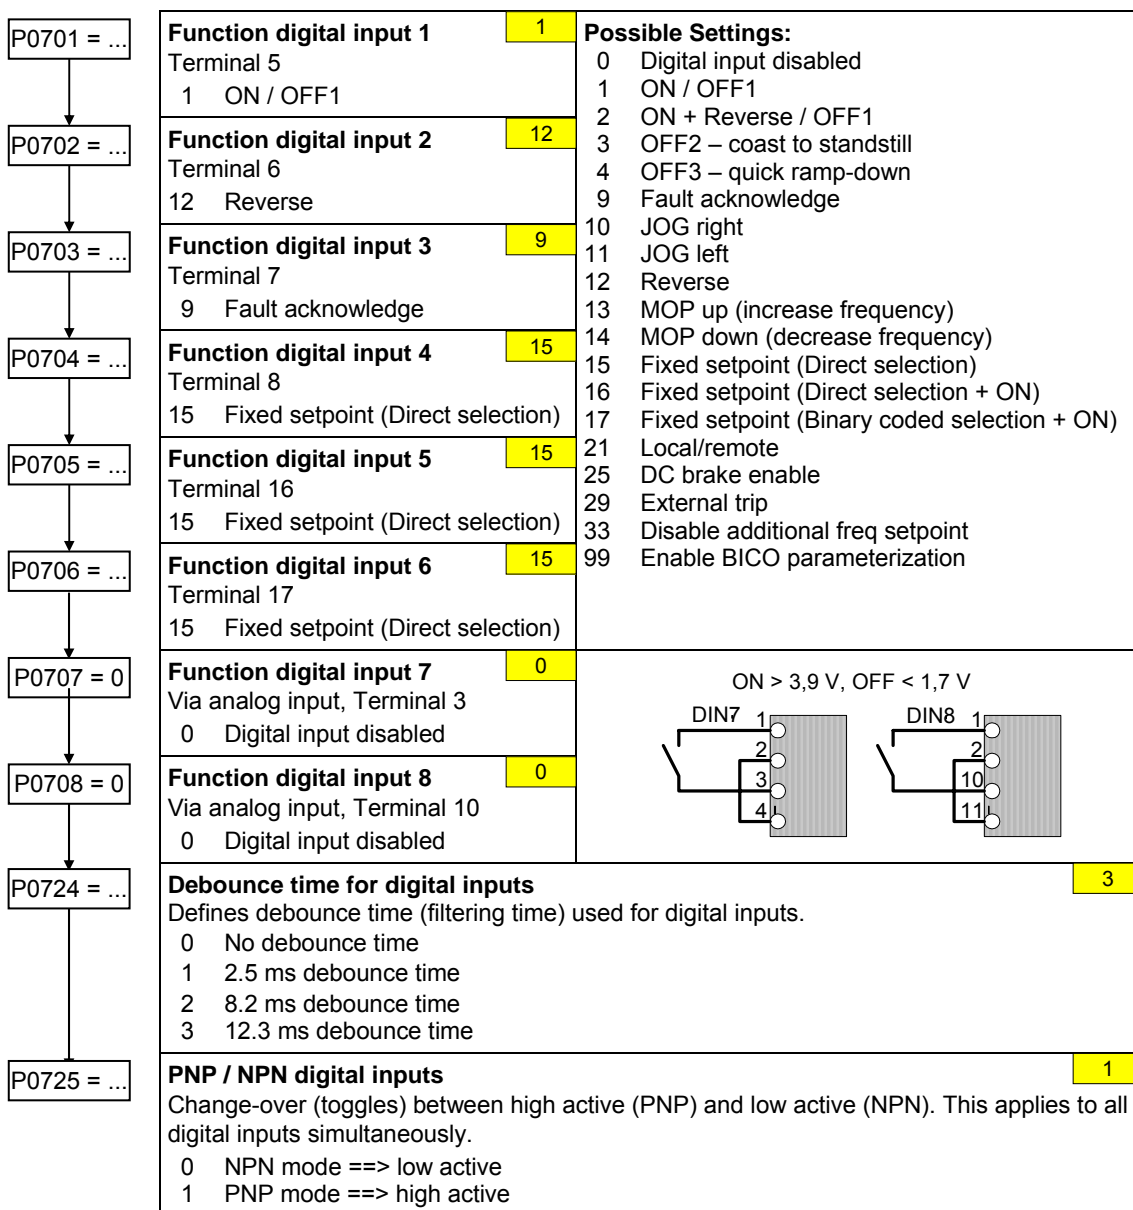 P0701 = ...
Function digital input 1
1
Terminal 5
1 ON / OFF1
P0702 = ...
Function digital input 2
12
Terminal 6
12 Reverse
P0703 = ...
Function digital input 3
9
Terminal 7
9 Fault acknowledge
P0704 = ...
Function digital input 4
15
Terminal 8
15 Fixed setpoint (Direct selection)
P0705 = ...
Function digital input 5
15
Terminal 16
15 Fixed setpoint (Direct selection)
P0706 = ...
Function digital input 6
15
Terminal 17
15 Fixed setpoint (Direct selection)
Possible Settings:
0 Digital input disabled
1 ON / OFF1
2 ON + Reverse / OFF1
3 OFF2 – coast to standstill
4 OFF3 – quick ramp-down
9 Fault acknowledge
10 JOG right
11 JOG left
12 Reverse
13 MOP up (increase frequency)
14 MOP down (decrease frequency)
15 Fixed setpoint (Direct selection)
16 Fixed setpoint (Direct selection + ON)
17 Fixed setpoint (Binary coded selection + ON)
21 Local/remote
25 DC brake enable
29 External trip
33 Disable additional freq setpoint
99 Enable BICO parameterization
P0707 = 0
Function digital input 7
0
Via analog input, Terminal 3
0 Digital input disabled
P0708 = 0
Function digital input 8
0
Via analog input, Terminal 10
0 Digital input disabled
ON > 3,9 V, OFF < 1,7 V
DIN7
1
2
3
4
DIN8
1
2
10
11
P0724 = ...
Debounce time for digital inputs
3
Defines debounce time (filtering time) used for digital inputs.
0 No debounce time
1 2.5 ms debounce time
2 8.2 ms debounce time
3 12.3 ms debounce time
P0725 = ...
PNP / NPN digital inputs
1
Change-over (toggles) between high active (PNP) and low active (NPN). This applies to all
digital inputs simultaneously.
0 NPN mode ==> low active
1 PNP mode ==> high active